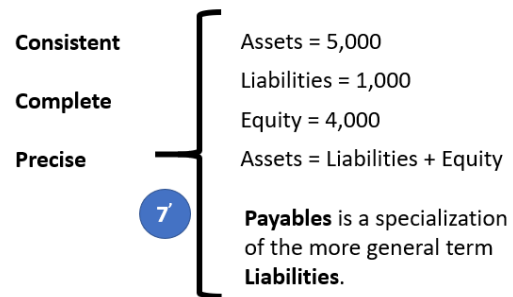 Consistent
Complete
Precise
7′
Assets = 5,000
Liabilities = 1,000
Equity = 4,000
Assets = Liabilities + Equity
Payables is a specialization
of the more general term
Liabilities.